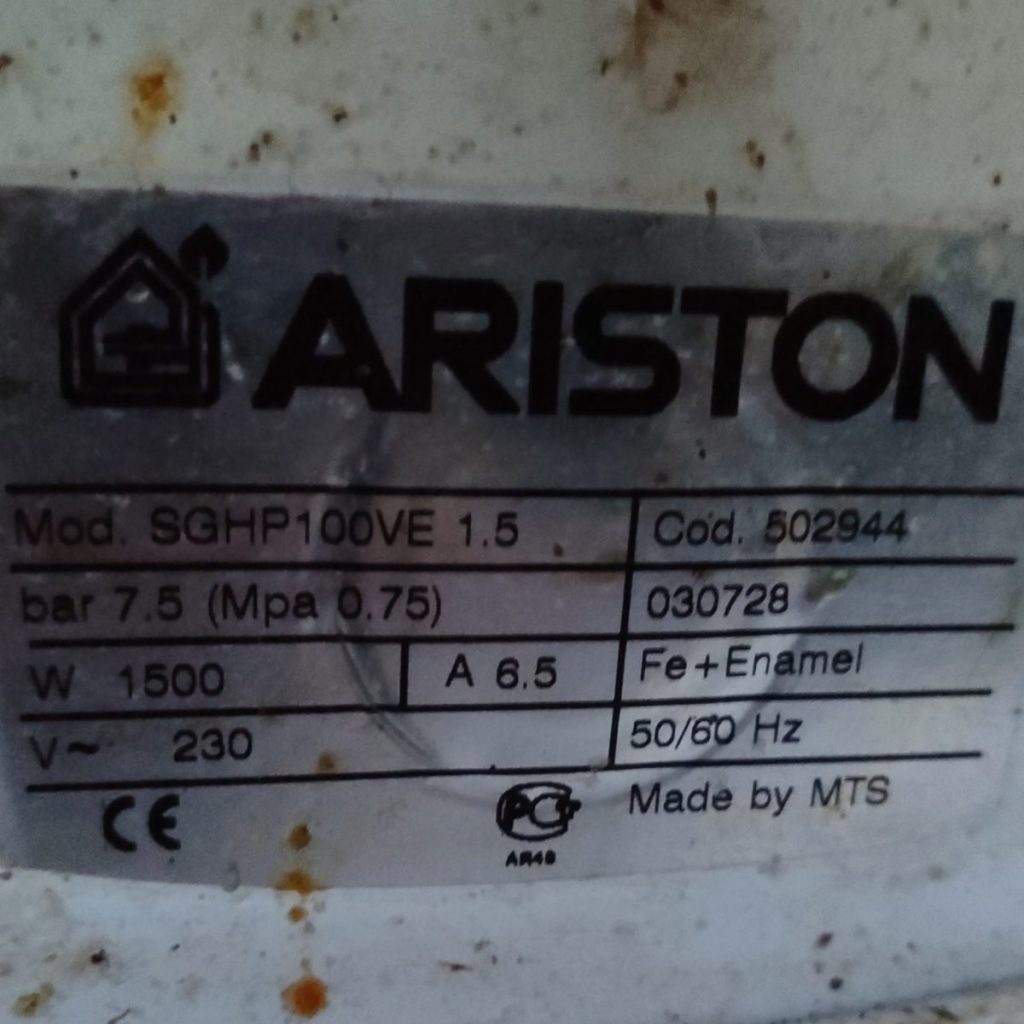 ARISTON
Mod. SGHP100VE 1.5 Cod. 502944
bar 7.5 (Mpa 0.75) 030728
W 1500 A 6.5 Fe+Enamel
V~ 230 50/60 Hz
CE PCT Made by MTS